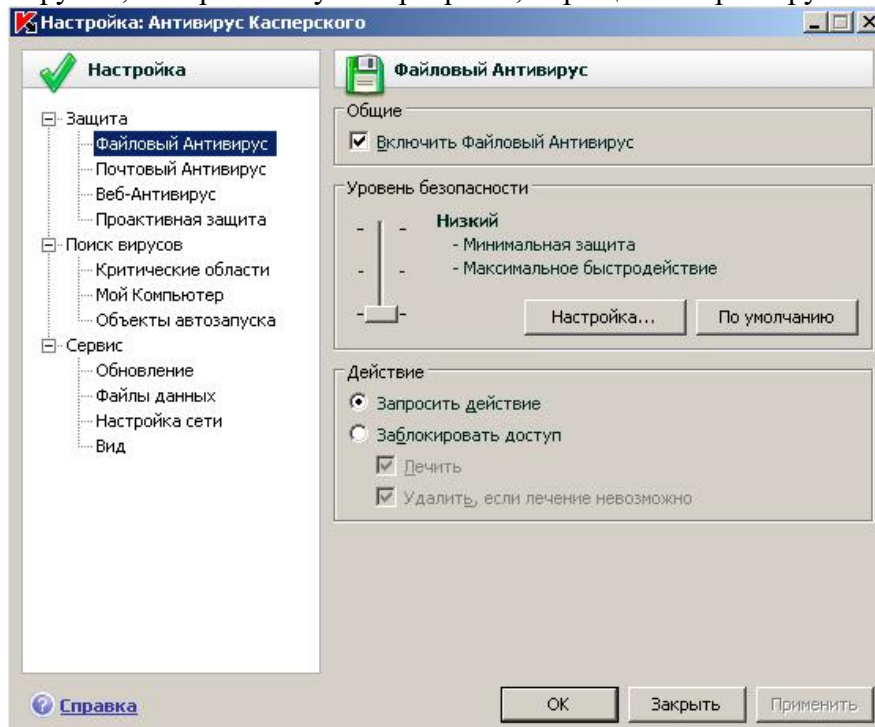 Настройка: Антивирус Касперского
Настройка
Защита
Файловый Антивирус
Почтовый Антивирус
Веб-Антивирус
Проактивная защита
Поиск вирусов
Критические области
Мой Компьютер
Объекты автозапуска
Сервис
Обновление
Файлы данных
Настройка сети
Вид
Справка
Файловый Антивирус
Общие
Включить Файловый Антивирус
Уровень безопасности
Низкий
- Минимальная защита
- Максимальное быстродействие
Настройка...
По умолчанию
Действие
Запросить действие
Заблокировать доступ
Лечить
Удалить, если лечение невозможно
ОК
Закрыть
Применить